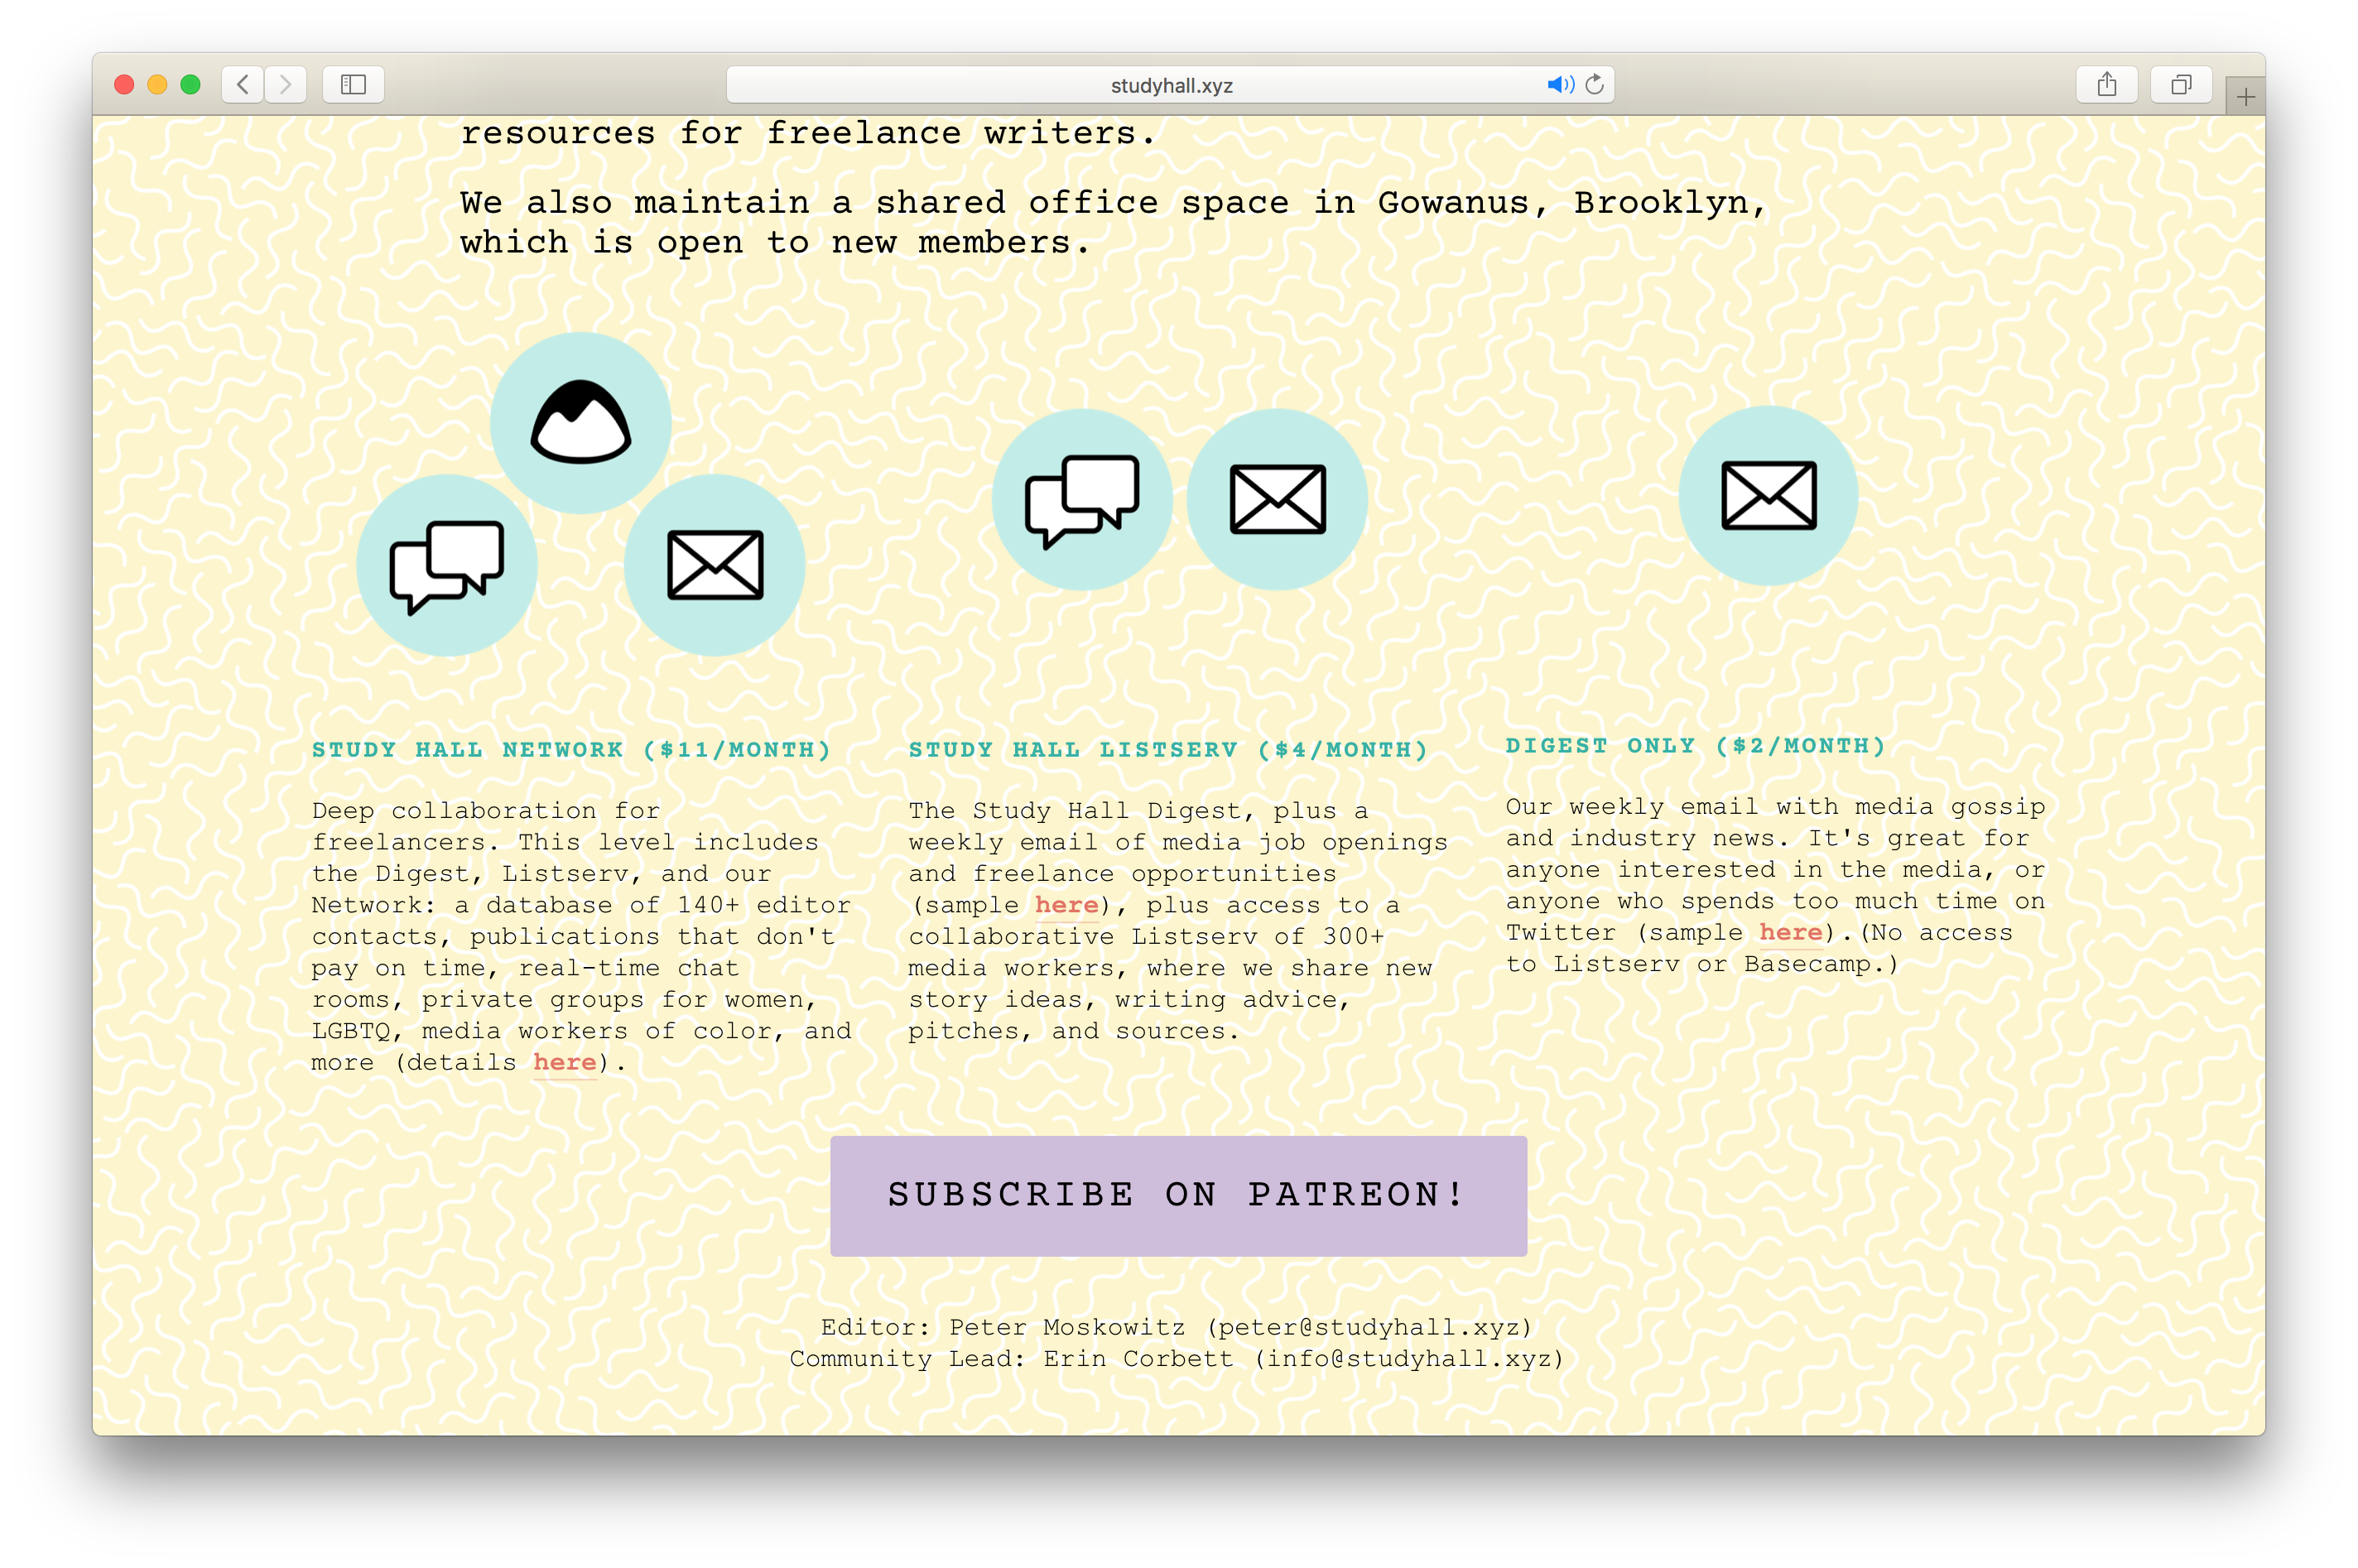 studyhall.xyz
resources for freelance writers.
We also maintain a shared office space in Gowanus, Brooklyn,
which is open to new members.
STUDY HALL NETWORK ($11/MONTH)
Deep collaboration for
freelancers. This level includes
the Digest, Listserv, and our
Network: a database of 140+ editor
contacts, publications that don't
pay on time, real-time chat
rooms, private groups for women,
LGBTQ, media workers of color, and
more (details here).
STUDY HALL LISTSERV ($4/MONTH)
The Study Hall Digest, plus a
weekly email of media job openings
and freelance opportunities
(sample here), plus access to a
collaborative Listserv of 300+
media workers, where we share new
story ideas, writing advice,
pitches, and sources.
DIGEST ONLY ($2/MONTH)
Our weekly email with media gossip
and industry news. It's great for
anyone interested in the media, or
anyone who spends too much time on
Twitter (sample here).(No access
to Listserv or Basecamp.)
SUBSCRIBE ON PATREON!
Editor: Peter Moskowitz (peter@studyhall.xyz)
Community Lead: Erin Corbett (info@studyhall.xyz)